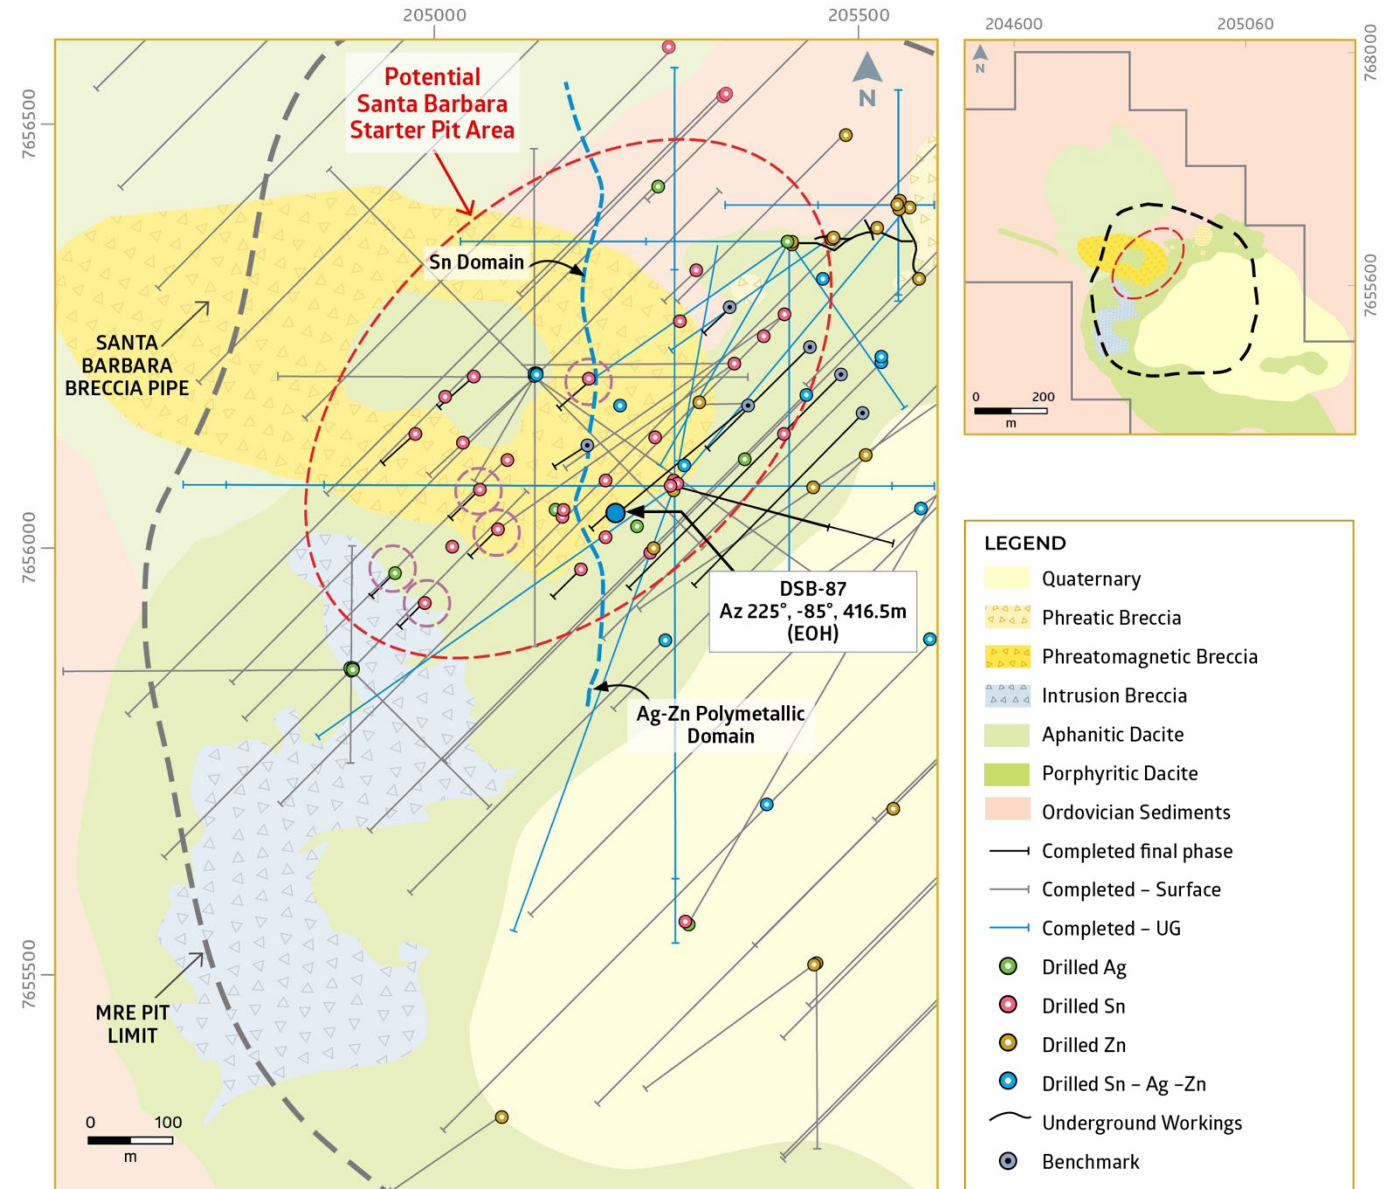 205000
205500
204600
205060
N
N
768000
7655600
0 200
m
7656500
7656000
7655500
Potential
Santa Barbara
Starter Pit Area
Sn Domain
SANTA
BARBARA
BRECCIA PIPE
DSB-87
Az 225°, -85°, 416.5m
(EOH)
Ag-Zn Polymetallic
Domain
MRE PIT
LIMIT
0 100
m
LEGEND
Quaternary
Phreatic Breccia
Phreatomagnetic Breccia
Intrusion Breccia
Aphanitic Dacite
Porphyritic Dacite
Ordovician Sediments
Completed final phase
Completed – Surface
Completed – UG
Drilled Ag
Drilled Sn
Drilled Zn
Drilled Sn – Ag –Zn
Underground Workings
Benchmark